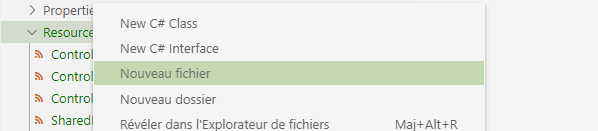 Propertie
Resource
Control
Control
Control
SharedI
New C# Class
New C# Interface
Nouveau fichier
Nouveau dossier
Révéler dans l'Explorateur de fichiers Maj+Alt+R